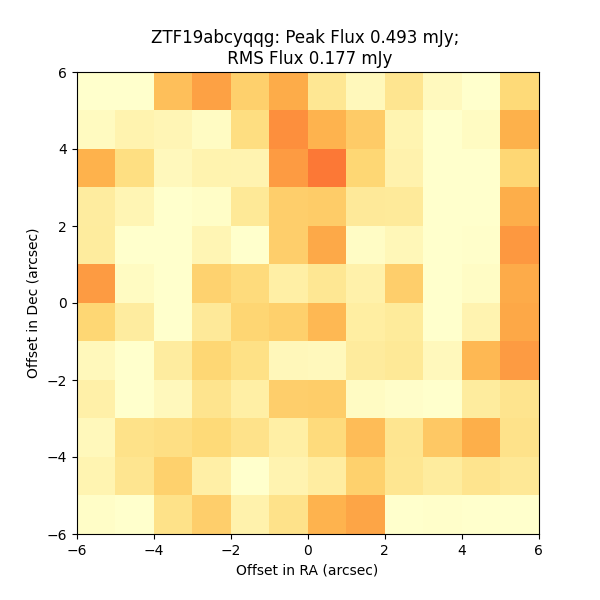 ZTF19abcyqqg: Peak Flux 0.493 mJy;
RMS Flux 0.177 mJy
6
4
2
0
−2
−4
−6
Offset in Dec (arcsec)
−6 −4 −2 0 2 4 6
Offset in RA (arcsec)